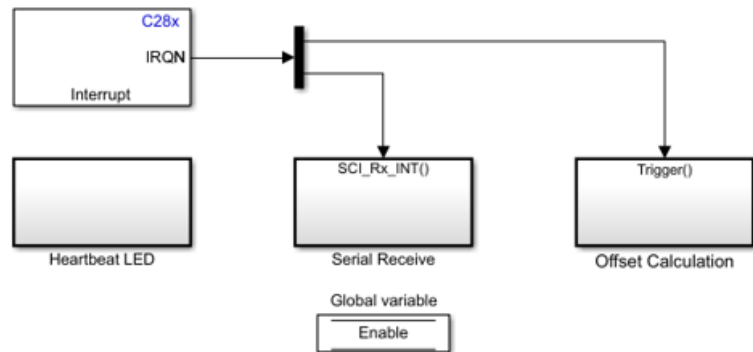 C28x
IRQN
Interrupt
SCI_Rx_INT()
Trigger()
Heartbeat LED
Serial Receive
Offset Calculation
Global variable
Enable